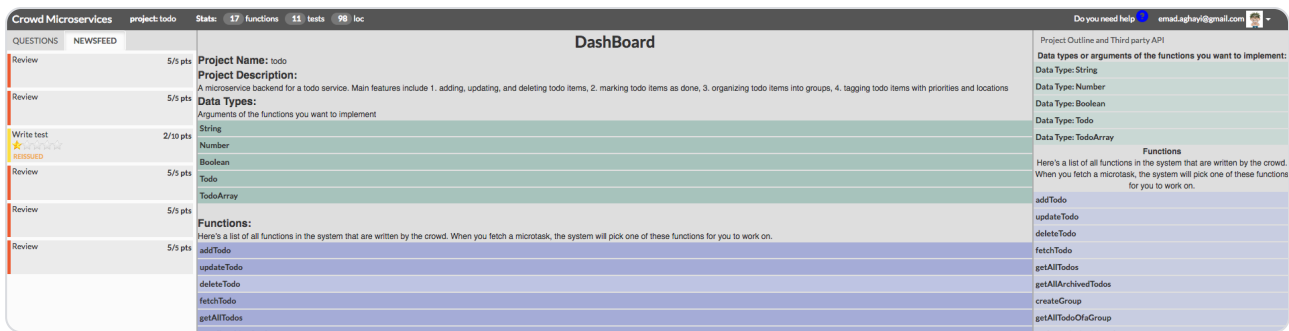 Crowd Microservices project: todo Stats: 17 functions 11 tests 98 loc Do you need help ? emad.aghayi@gmail.com
QUESTIONS NEWSFEED
Review 5/5 pts
Review 5/5 pts
Write test 2/10 pts
REISSUED
Review 5/5 pts
Review 5/5 pts
Review 5/5 pts
DashBoard
Project Name: todo
Project Description:
A microservice backend for a todo service. Main features include 1. adding, updating, and deleting todo items, 2. marking todo items as done, 3. organizing todo items into groups, 4. tagging todo items with priorities and locations
Data Types:
Arguments of the functions you want to implement
String
Number
Boolean
Todo
TodoArray
Functions:
Here's a list of all functions in the system that are written by the crowd. When you fetch a microtask, the system will pick one of these functions for you to work on.
addTodo
updateTodo
deleteTodo
fetchTodo
getAllTodos
Project Outline and Third party API
Data types or arguments of the functions you want to implement:
Data Type: String
Data Type: Number
Data Type: Boolean
Data Type: Todo
Data Type: TodoArray
Functions
Here's a list of all functions in the system that are written by the crowd.
When you fetch a microtask, the system will pick one of these functions
for you to work on.
addTodo
updateTodo
deleteTodo
fetchTodo
getAllTodos
getAllArchivedTodos
createGroup
getAllTodoOfaGroup